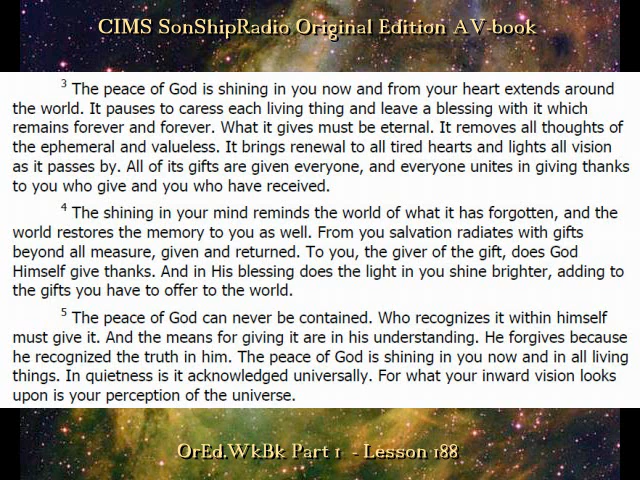 CIMS SonShipRadio Original Edition AV-book
3 The peace of God is shining in you now and from your heart extends around
the world. It pauses to caress each living thing and leave a blessing with it which
remains forever and forever. What it gives must be eternal. It removes all thoughts of
the ephemeral and valueless. It brings renewal to all tired hearts and lights all vision
as it passes by. All of its gifts are given everyone, and everyone unites in giving thanks
to you who give and you who have received.
4 The shining in your mind reminds the world of what it has forgotten, and the
world restores the memory to you as well. From you salvation radiates with gifts
beyond all measure, given and returned. To you, the giver of the gift, does God
Himself give thanks. And in His blessing does the light in you shine brighter, adding to
the gifts you have to offer to the world.
5 The peace of God can never be contained. Who recognizes it within himself
must give it. And the means for giving it are in his understanding. He forgives because
he recognized the truth in him. The peace of God is shining in you now and in all living
things. In quietness is it acknowledged universally. For what your inward vision looks
upon is your perception of the universe.
OrEd.WkBk Part 1 - Lesson 188